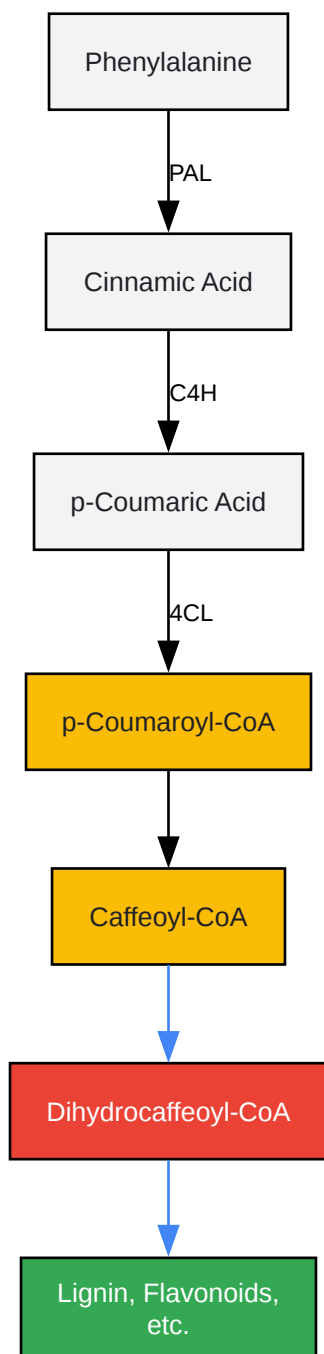 Phenylalanine
PAL
Cinnamic Acid
C4H
p-Coumaric Acid
4CL
p-Coumaroyl-CoA
Caffeoyl-CoA
Dihydrocaffeoyl-CoA
Lignin, Flavonoids,
etc.